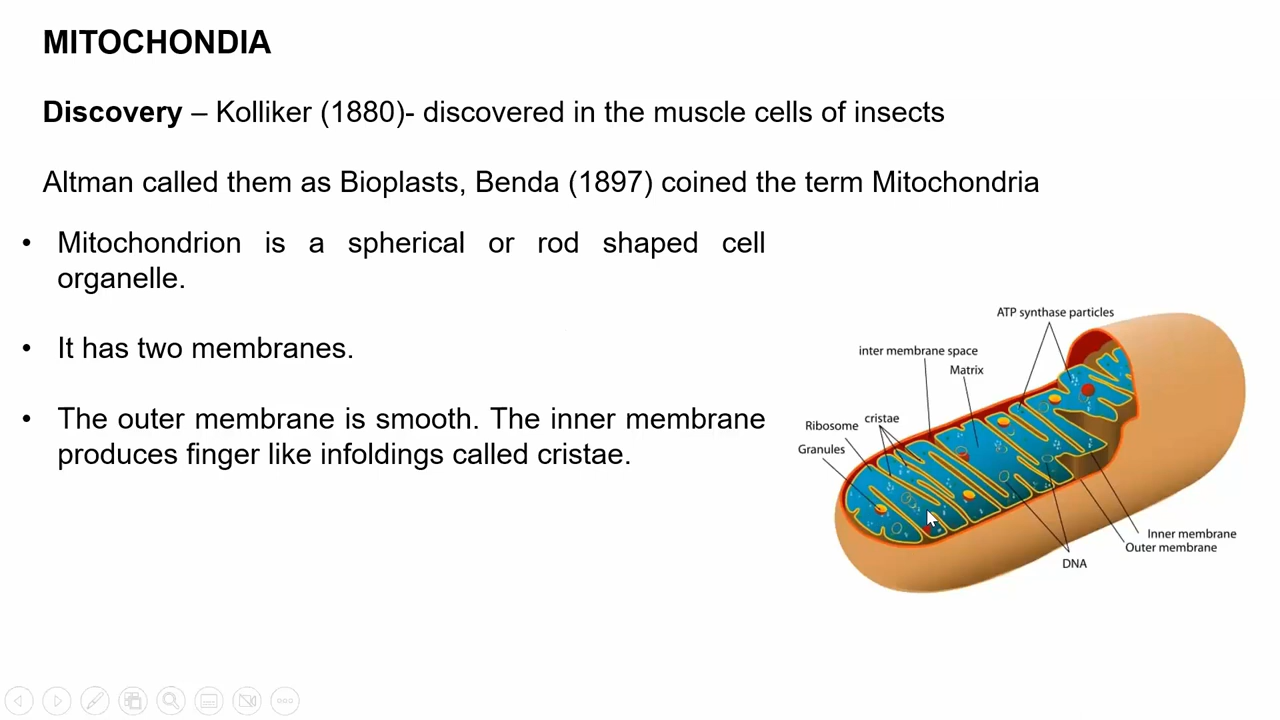 MITOCHONDIA
Discovery – Kolliker (1880)- discovered in the muscle cells of insects
Altman called them as Bioplasts, Benda (1897) coined the term Mitochondria
• Mitochondrion is a spherical or rod shaped cell
organelle.
• It has two membranes.
• The outer membrane is smooth. The inner membrane
produces finger like infoldings called cristae.
ATP synthase particles
inter membrane space
Matrix
cristae
Ribosome
Granules
Inner membrane
Outer membrane
DNA